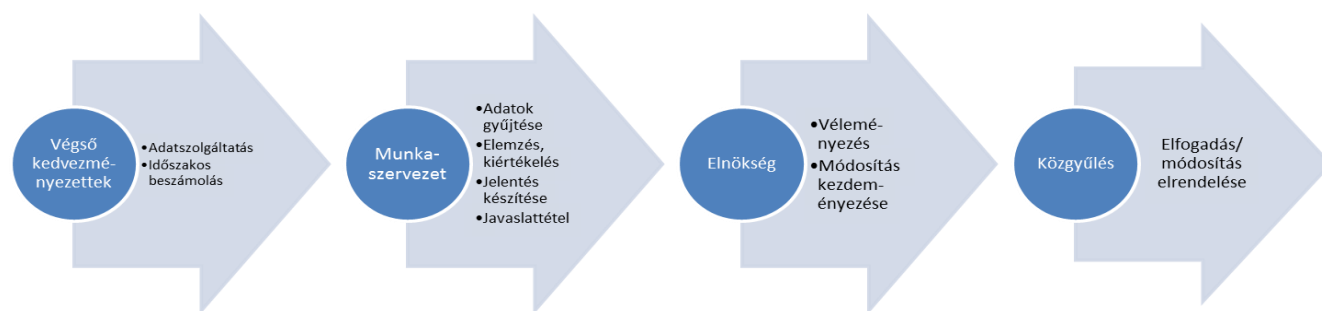 Végső
kedvezmé-
nyezettek
•Adatszolgáltatás
•Időszakos
beszámolás
Munka-
szervezet
•Adatok
gyűjtése
•Elemzés,
kiértékelés
•Jelentés
készítése
•Javaslattétel
Elnökség
•Vélemé-
nyezés
•Módosítás
kezdem-
ényezése
Közgyűlés
Elfogadás/
módosítás
elrendelése